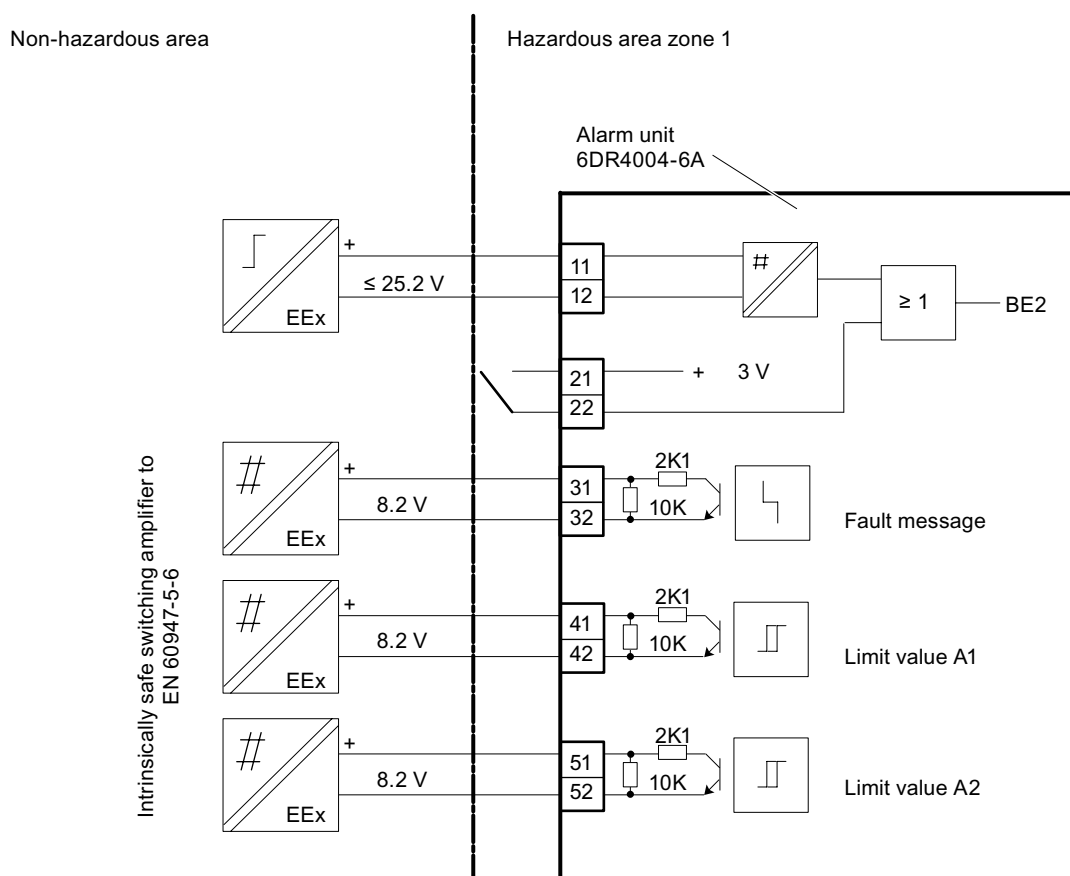 Non-hazardous area
Hazardous area zone 1
Alarm unit
6DR4004-6A
+
≤ 25.2 V
EEx
11
12
#
≥ 1
BE2
21
22
+ 3 V
Intrinsically safe switching amplifier to
EN 60947-5-6
#
+
8.2 V
EEx
31
32
2K1
10K
Fault message
#
+
8.2 V
EEx
41
42
2K1
10K
Limit value A1
#
+
8.2 V
EEx
51
52
2K1
10K
Limit value A2